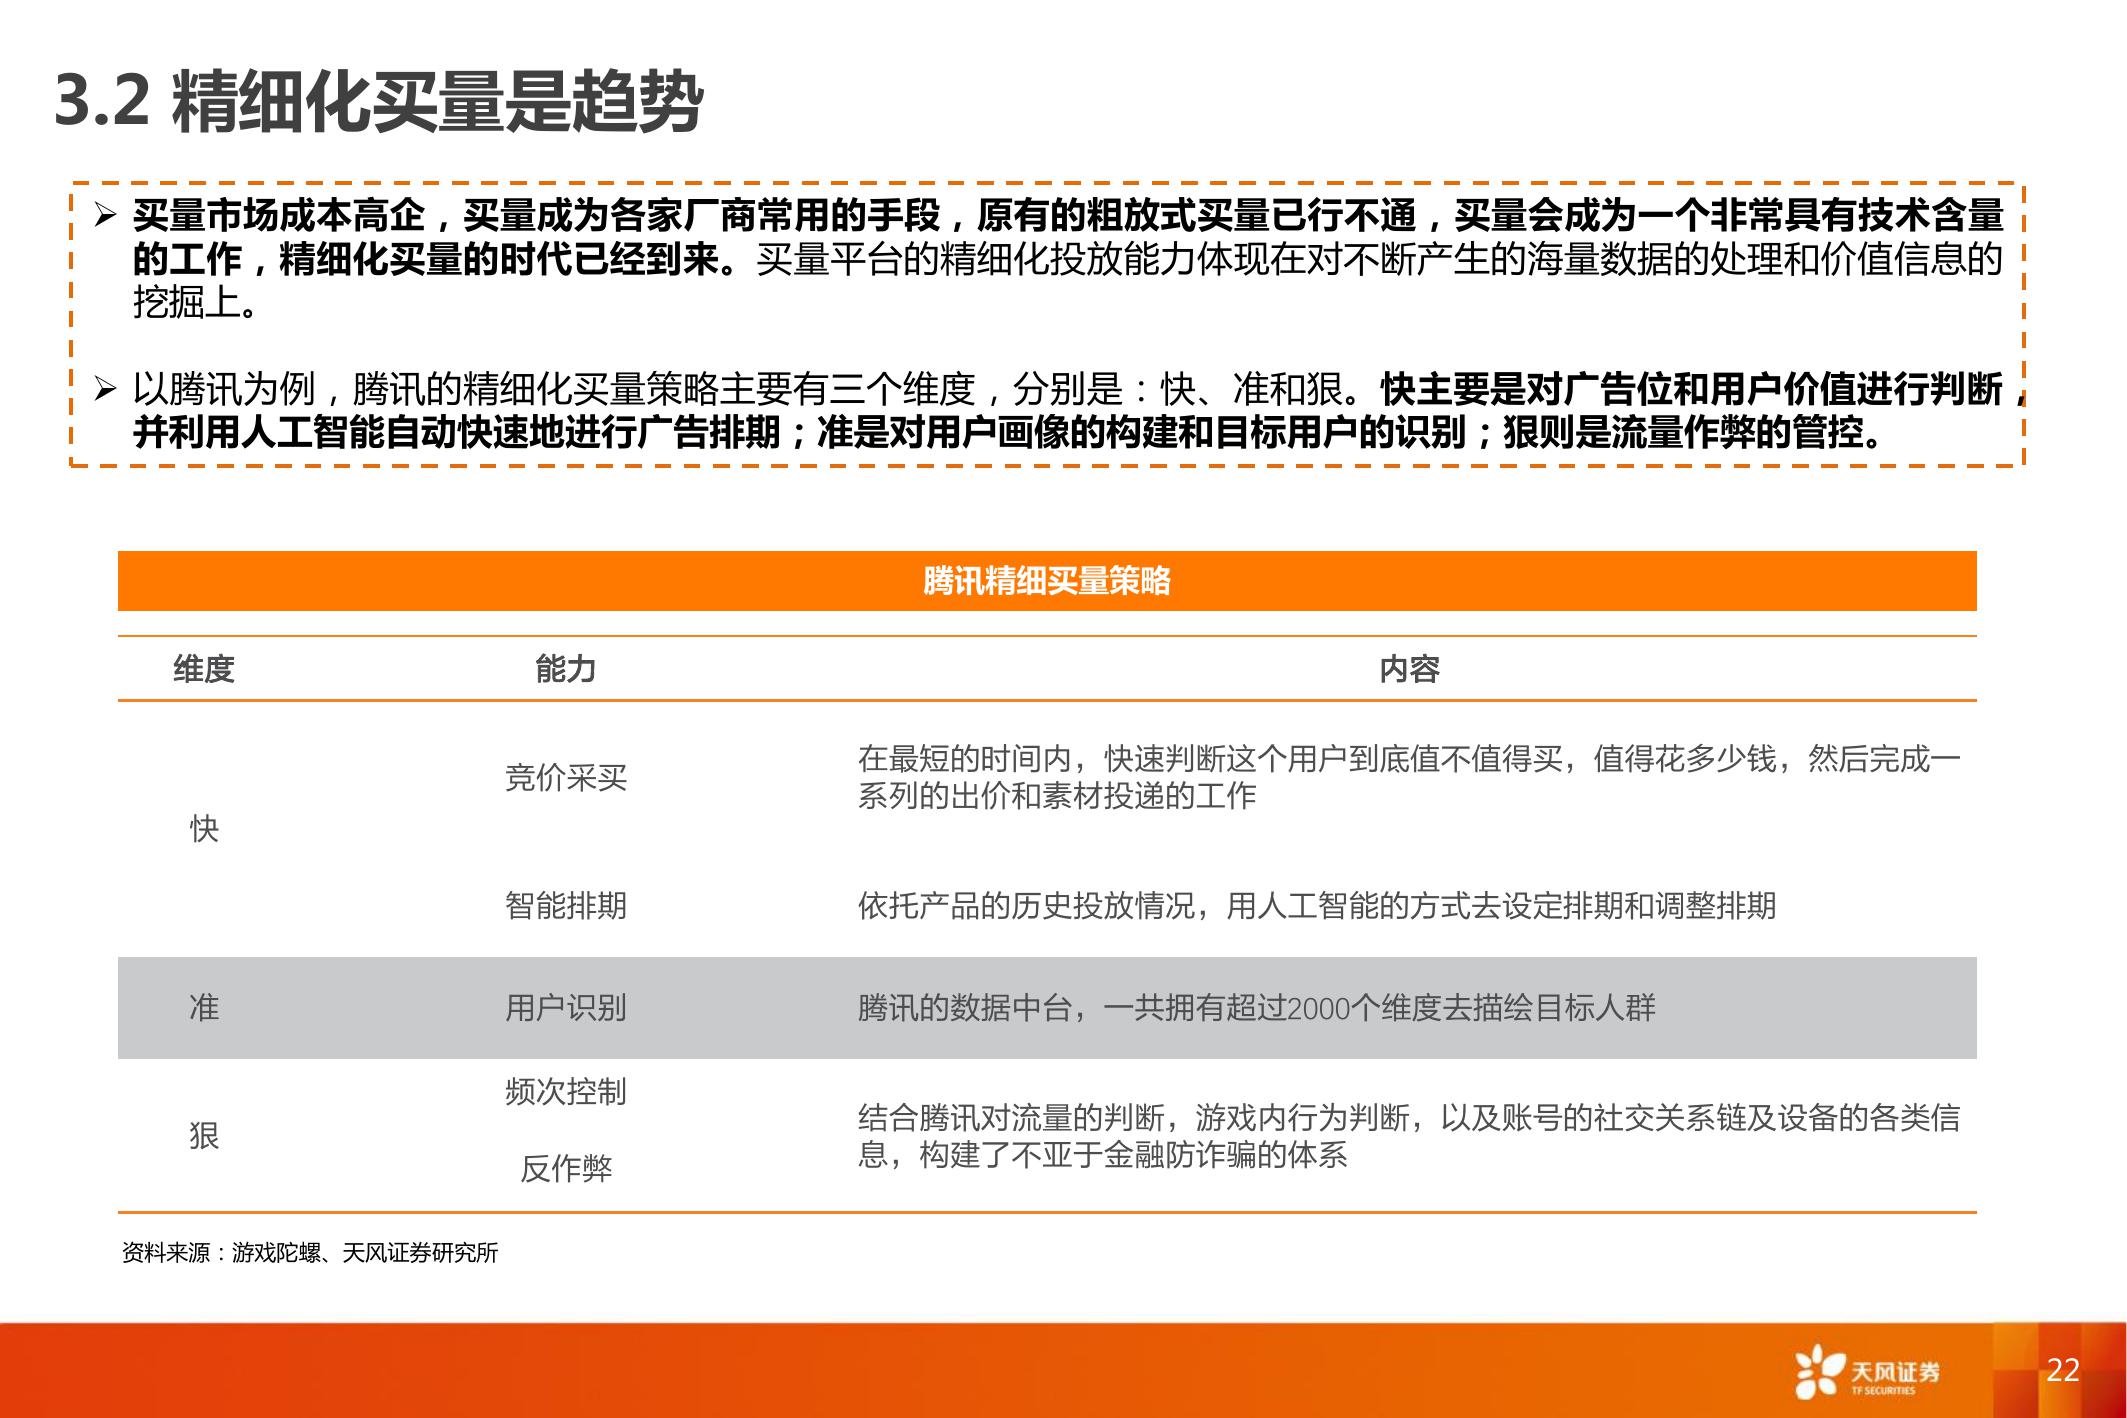 3.2 精细化买量是趋势
➢ 买量市场成本高企，买量成为各家厂商常用的手段，原有的粗放式买量已行不通，买量会成为一个非常具有技术含量
的工作，精细化买量的时代已经到来。买量平台的精细化投放能力体现在对不断产生的海量数据的处理和价值信息的
挖掘上。
➢ 以腾讯为例，腾讯的精细化买量策略主要有三个维度，分别是：快、准和狠。快主要是对广告位和用户价值进行判断，
并利用人工智能自动快速地进行广告排期；准是对用户画像的构建和目标用户的识别；狠则是流量作弊的管控。
腾讯精细买量策略
维度 能力 内容
快
竞价采买
在最短的时间内，快速判断这个用户到底值不值得买，值得花多少钱，然后完成一
系列的出价和素材投递的工作
智能排期 依托产品的历史投放情况，用人工智能的方式去设定排期和调整排期
准 用户识别 腾讯的数据中台，一共拥有超过2000个维度去描绘目标人群
狠
频次控制
反作弊
结合腾讯对流量的判断，游戏内行为判断，以及账号的社交关系链及设备的各类信
息，构建了不亚于金融防诈骗的体系
资料来源：游戏陀螺、天风证券研究所
天风证券
TF SECURITIES
22